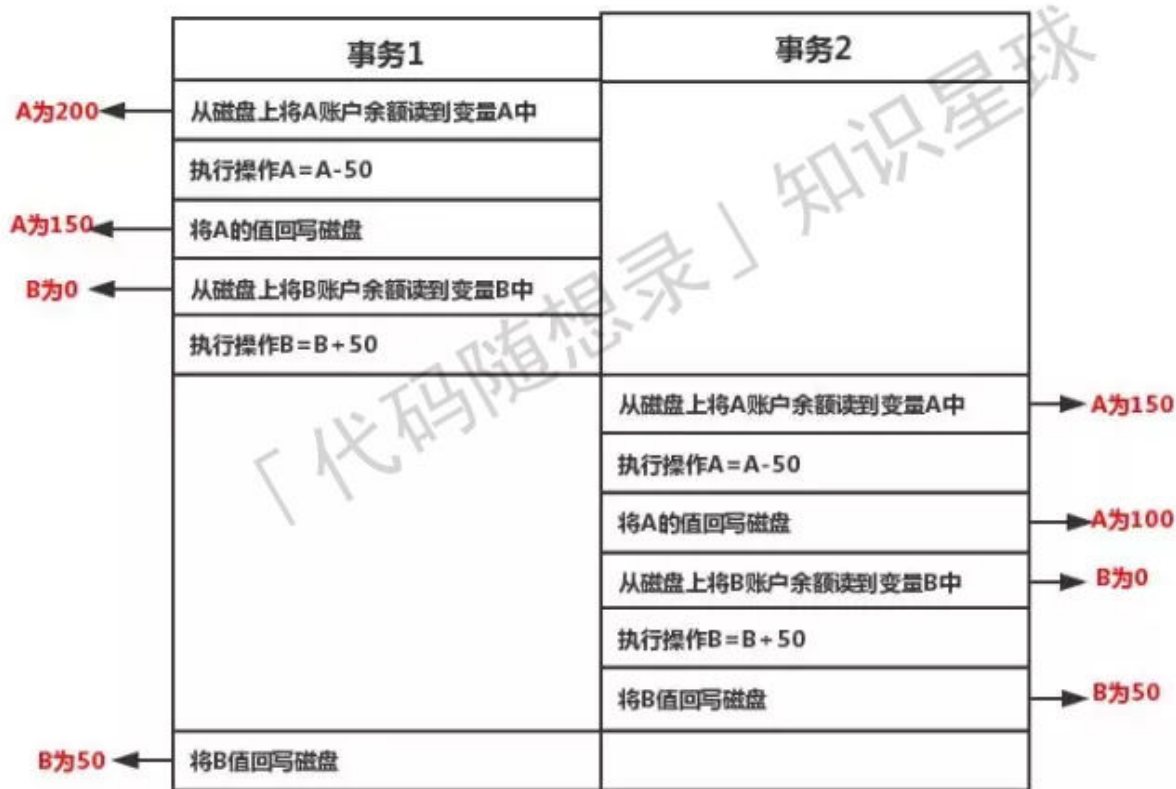 事务1
事务2
A为200
从磁盘上将A账户余额读到变量A中
执行操作A=A-50
A为150
将A的值回写磁盘
B为0
从磁盘上将B账户余额读到变量B中
执行操作B=B+50
从磁盘上将A账户余额读到变量A中
A为150
执行操作A=A-50
将A的值回写磁盘
A为100
从磁盘上将B账户余额读到变量B中
B为0
执行操作B=B+50
将B值回写磁盘
B为50
B为50
将B值回写磁盘
「代码随想录」知识星球